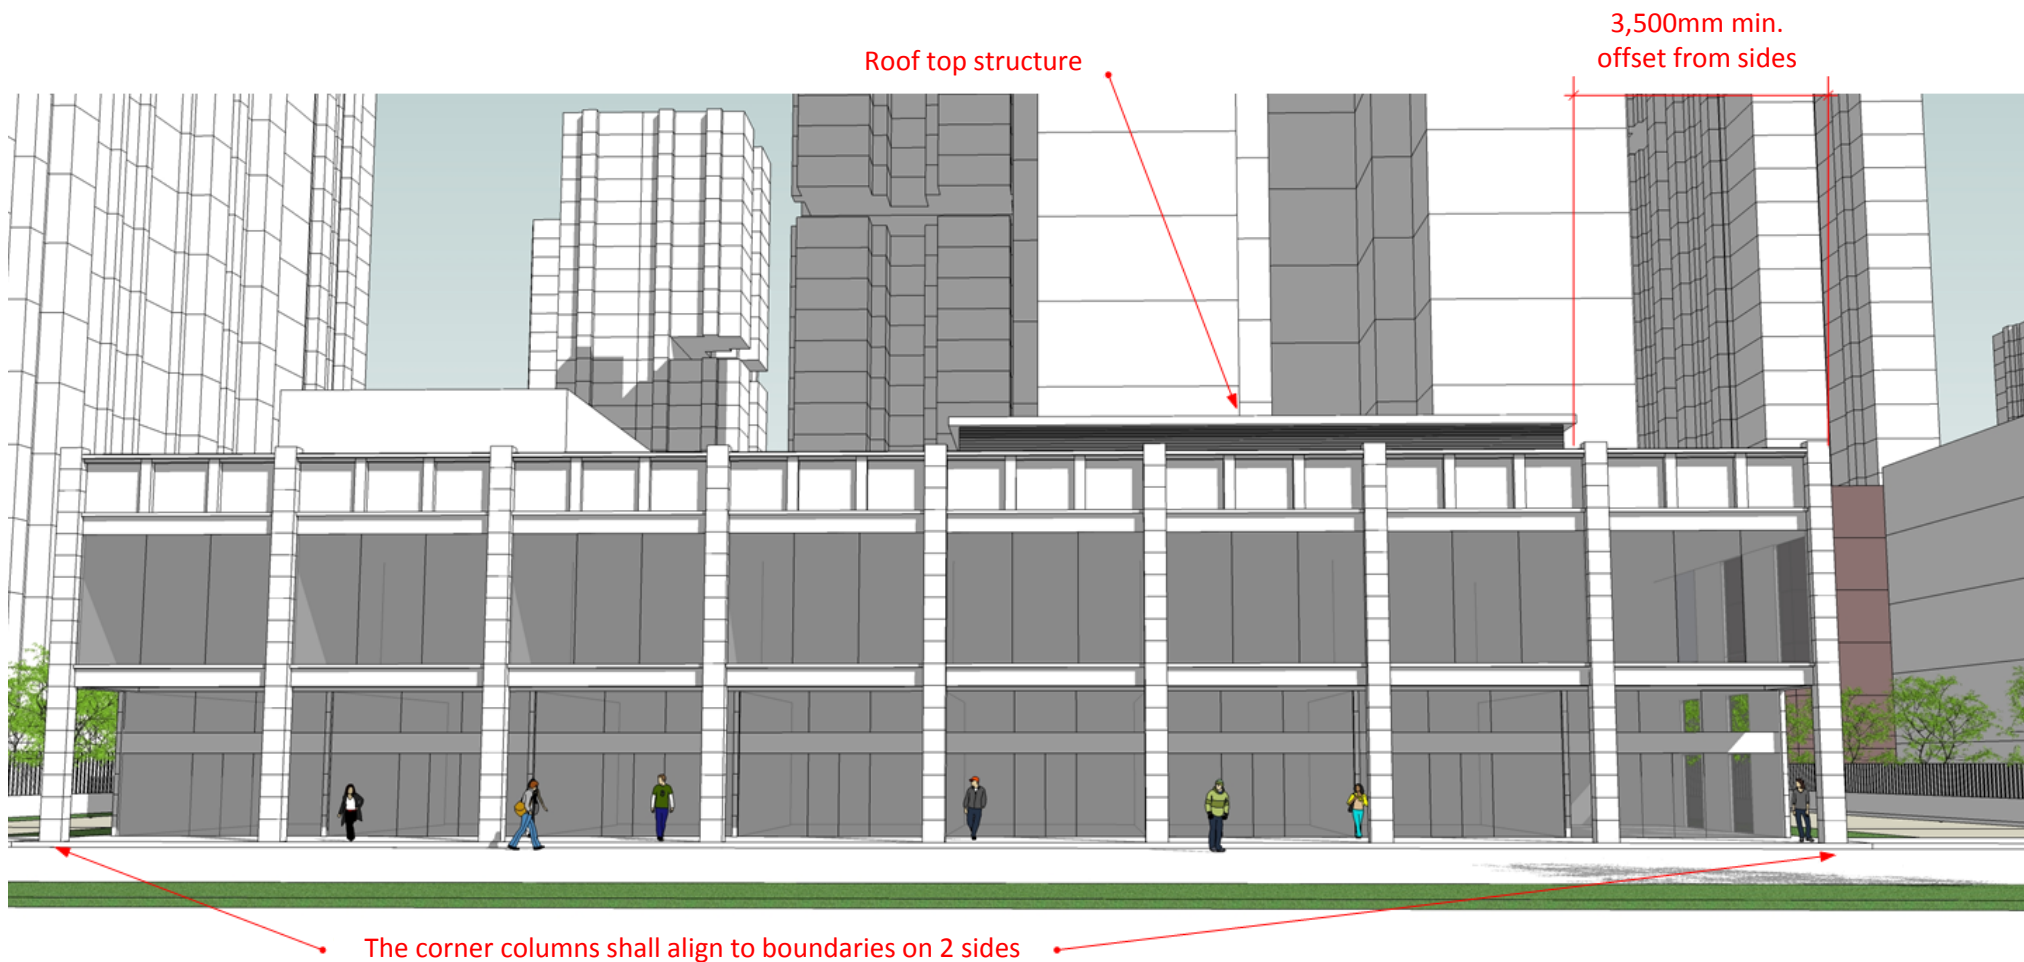 3,500mm min.
offset from sides
Roof top structure
The corner columns shall align to boundaries on 2 sides